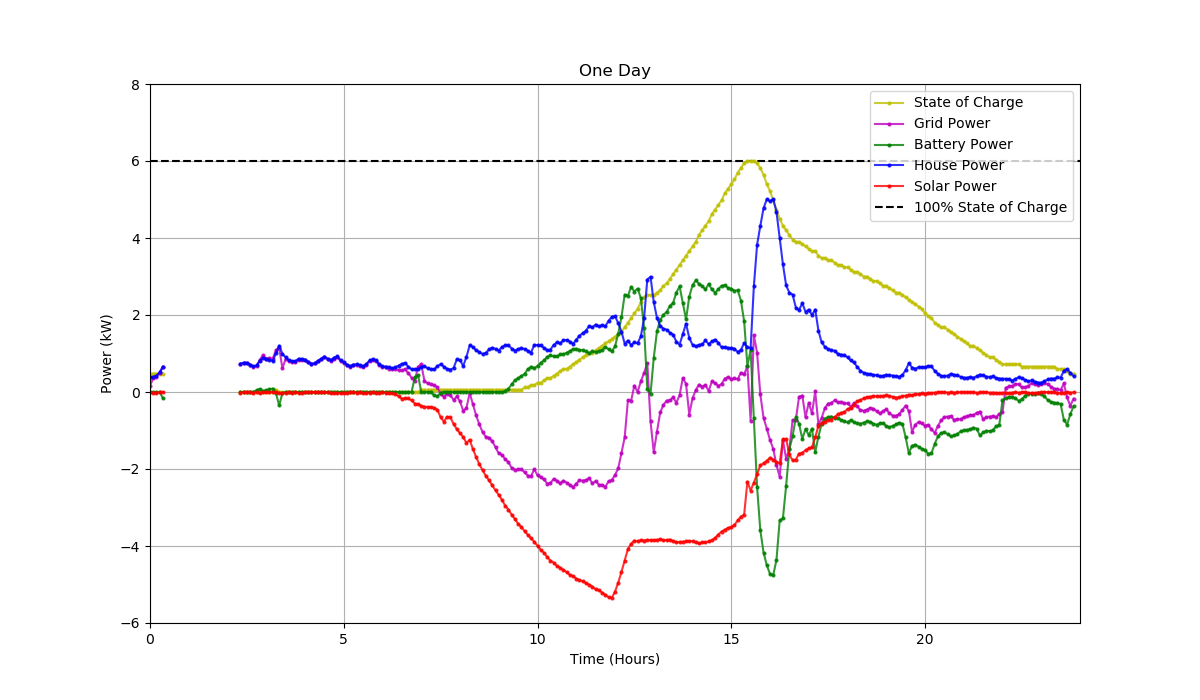 One Day
8
6
4
2
0
−2
−4
−6
Power (kW)
State of Charge
Grid Power
Battery Power
House Power
Solar Power
100% State of Charge
0 5 10 15 20
Time (Hours)